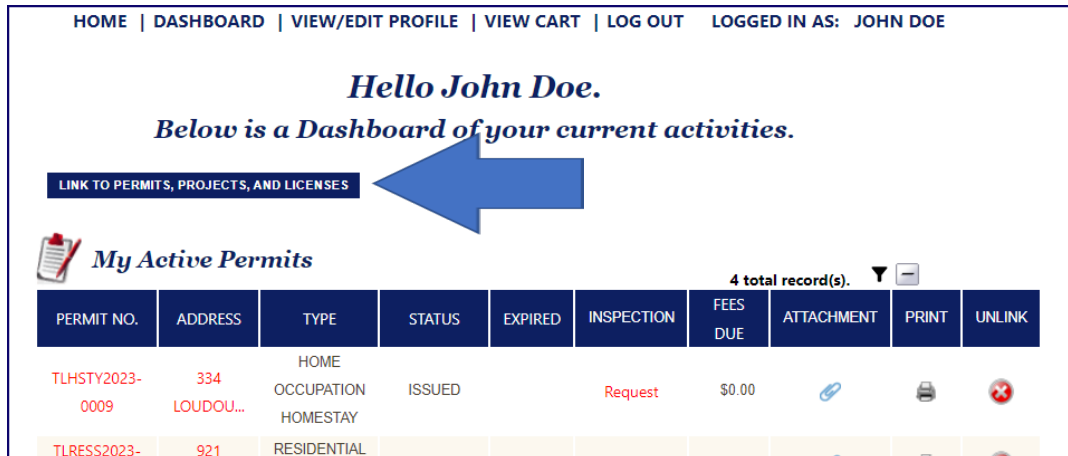 HOME | DASHBOARD | VIEW/EDIT PROFILE | VIEW CART | LOG OUT LOGGED IN AS: JOHN DOE
Hello John Doe.
Below is a Dashboard of your current activities.
LINK TO PERMITS, PROJECTS, AND LICENSES
My Active Permits
4 total record(s).
PERMIT NO. ADDRESS TYPE STATUS EXPIRED INSPECTION FEES DUE ATTACHMENT PRINT UNLINK
TLHSTY2023-0009 334 LOUDOU... HOME OCCUPATION HOMESTAY ISSUED Request $0.00
TLRESS2023- 921 RESIDENTIAL